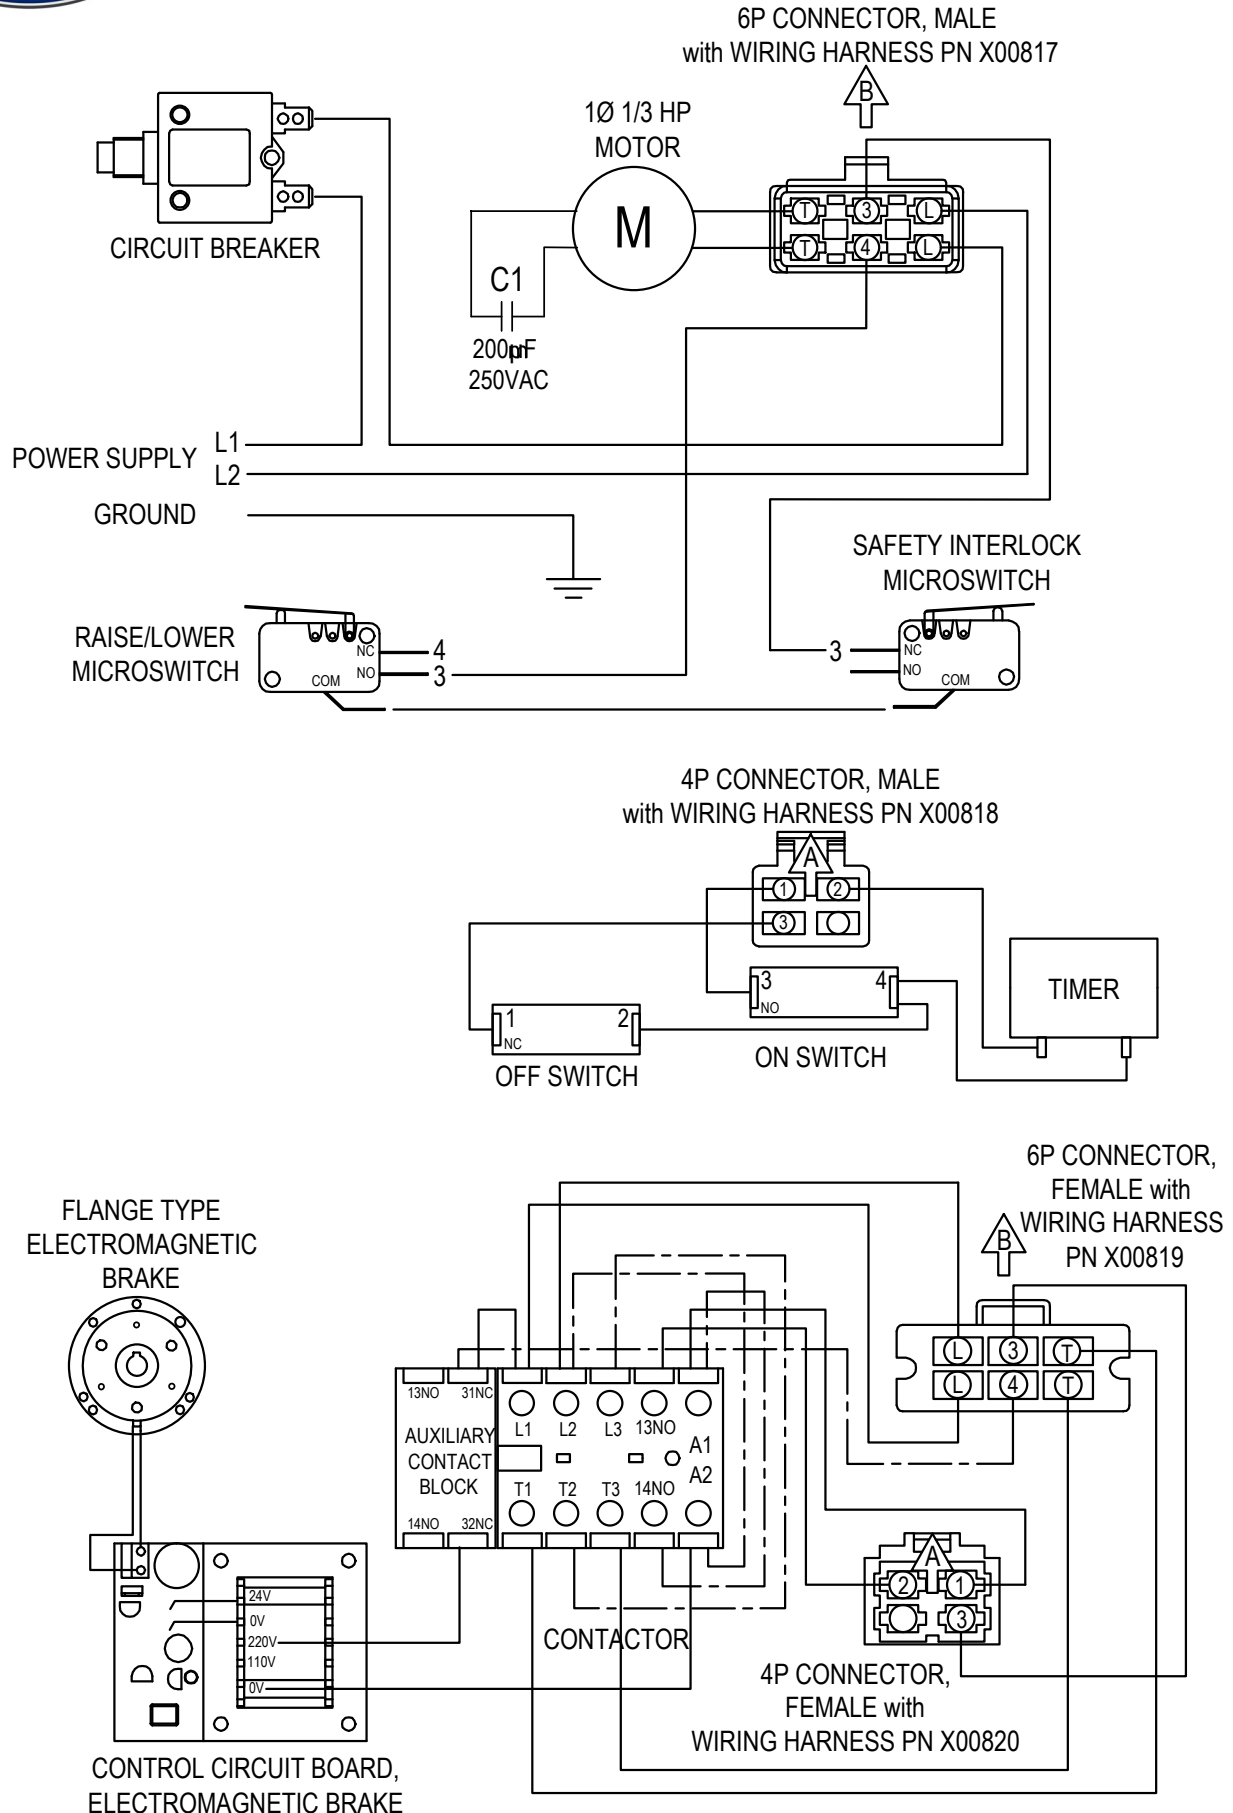 6P CONNECTOR, MALE
with WIRING HARNESS PN X00817
B
1Ø 1/3 HP
MOTOR
M
T
3
L
T
4
L
CIRCUIT BREAKER
C1
250VAC
POWER SUPPLY
L1
L2
GROUND
SAFETY INTERLOCK
MICROSWITCH
RAISE/LOWER
MICROSWITCH
NC
4
NO
3
COM
3
NC
NO
COM
4P CONNECTOR, MALE
with WIRING HARNESS PN X00818
A
1
2
3
TIMER
3
4
NO
1
2
NC
ON SWITCH
OFF SWITCH
6P CONNECTOR,
FEMALE with
WIRING HARNESS
PN X00819
B
FLANGE TYPE
ELECTROMAGNETIC
BRAKE
L
3
T
L
4
T
13NO
31NC
AUXILIARY
CONTACT
BLOCK
14NO
32NC
L1
L2
L3
13NO
A1
A2
T1
T2
T3
14NO
A
2
1
3
24V
0V
220V
110V
0V
CONTACTOR
4P CONNECTOR,
FEMALE with
WIRING HARNESS PN X00820
CONTROL CIRCUIT BOARD,
ELECTROMAGNETIC BRAKE